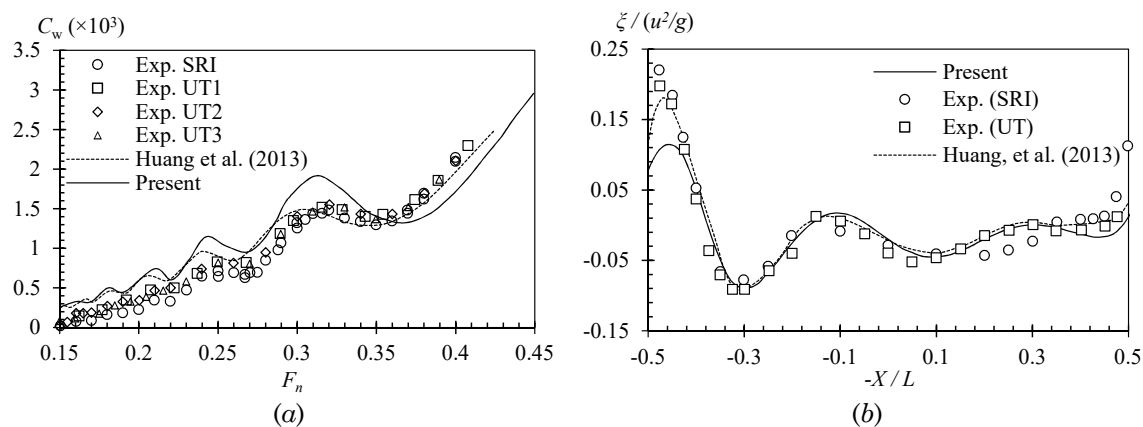 C_w (×10³)
3.5
3
2.5
2
1.5
1
0.5
0
0.15 0.2 0.25 0.3 0.35 0.4 0.45
F_n
Exp. SRI
Exp. UT1
Exp. UT2
Exp. UT3
Huang et al. (2013)
Present
(a)
ξ / (u²/g)
0.25
0.15
0.05
-0.05
-0.15
-0.5 -0.3 -0.1 0.1 0.3 0.5
-X / L
Present
Exp. (SRI)
Exp. (UT)
Huang, et al. (2013)
(b)